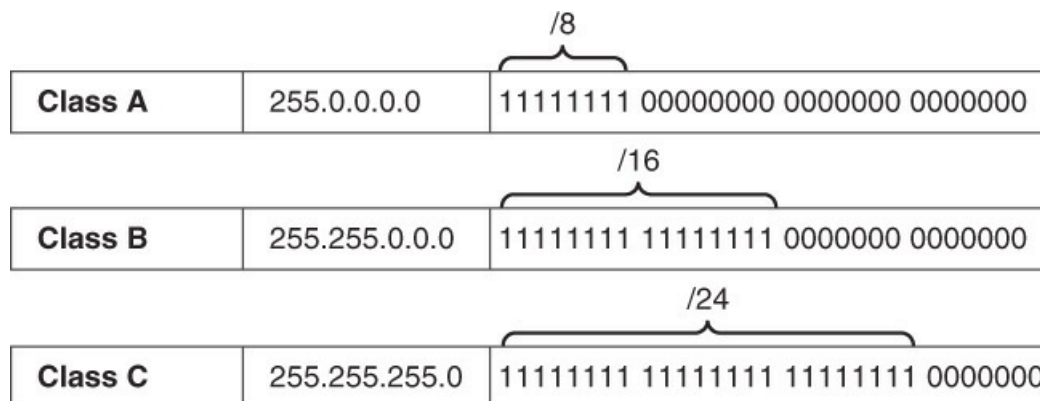 /8
Class A 255.0.0.0.0 11111111 00000000 0000000 0000000
/16
Class B 255.255.0.0.0 11111111 11111111 0000000 0000000
/24
Class C 255.255.255.0 11111111 11111111 11111111 0000000